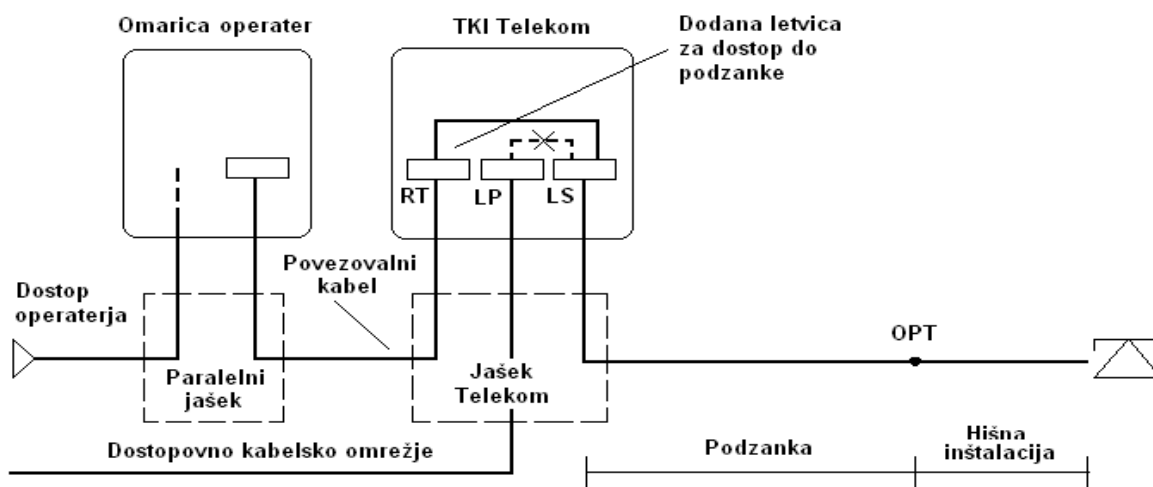 Omarica operater
TKI Telekom
Dodana letvica
za dostop do
podzanke
RT
LP
LS
Povezovalni
kabel
Dostop
operaterja
OPT
Paralelni
jašek
Jašek
Telekom
Dostopovno kabelsko omrežje
Podzanka
Hišna
inštalacija